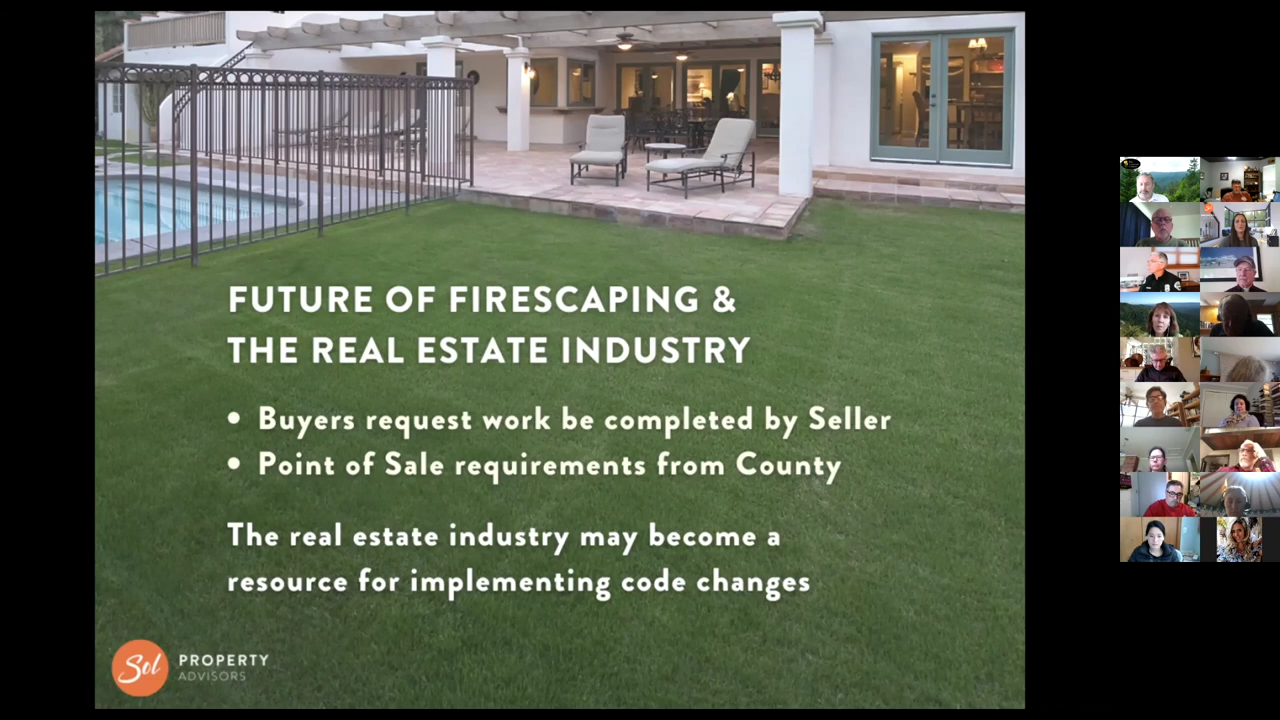 FUTURE OF FIRESCAPING &
THE REAL ESTATE INDUSTRY
• Buyers request work be completed by Seller
• Point of Sale requirements from County
The real estate industry may become a
resource for implementing code changes
Sol PROPERTY
ADVISORS